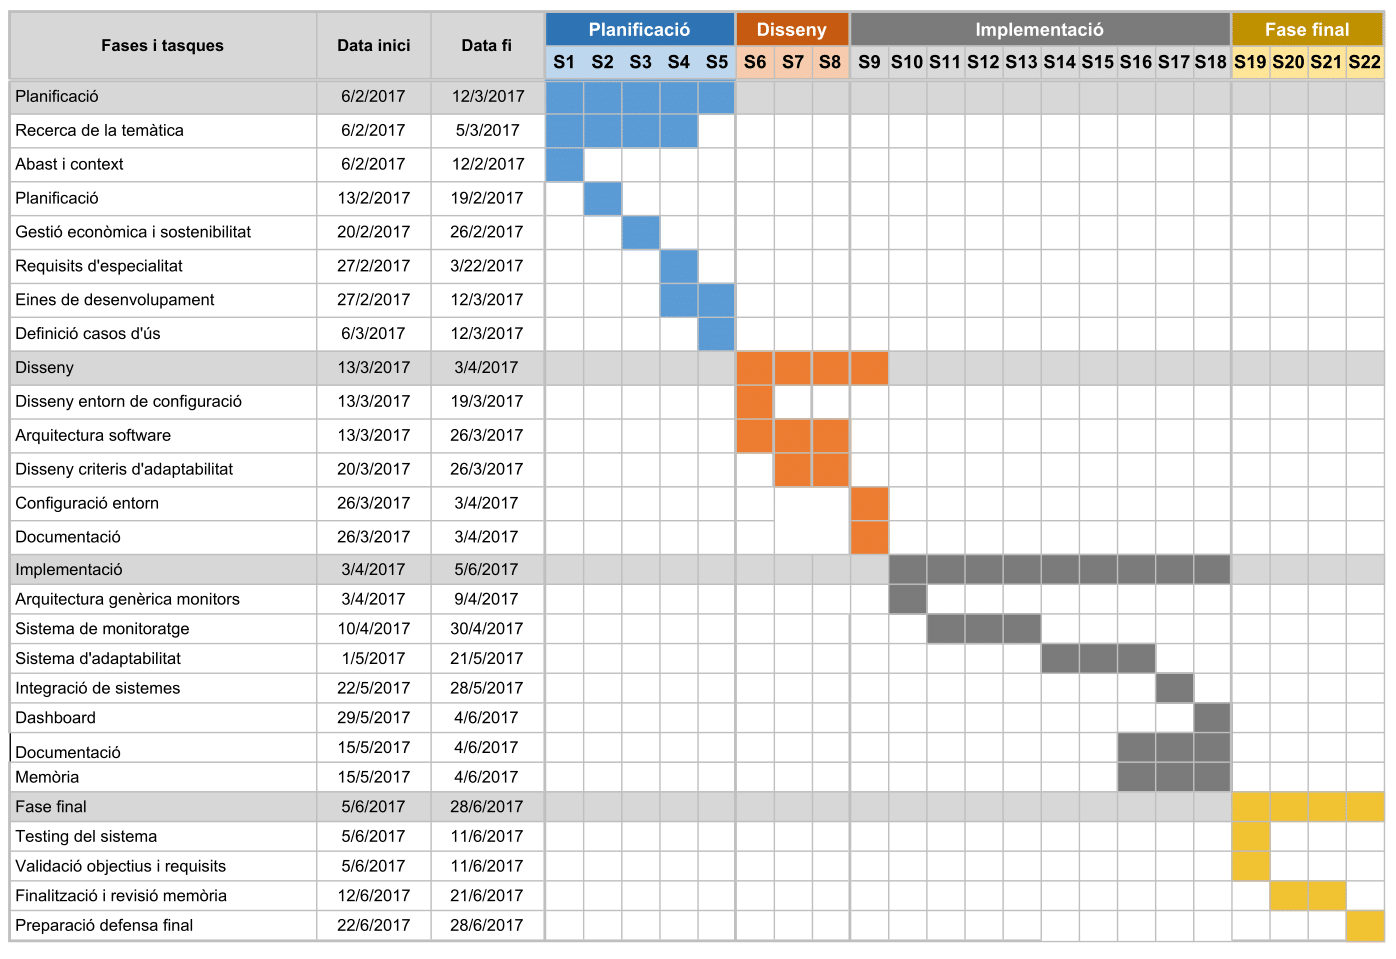 Fases i tasques Data inici Data fi Planificació Disseny Implementació Fase final
S1 S2 S3 S4 S5 S6 S7 S8 S9 S10 S11 S12 S13 S14 S15 S16 S17 S18 S19 S20 S21 S22
Planificació 6/2/2017 12/3/2017
Recerca de la temàtica 6/2/2017 5/3/2017
Abast i context 6/2/2017 12/2/2017
Planificació 13/2/2017 19/2/2017
Gestió econòmica i sostenibilitat 20/2/2017 26/2/2017
Requisits d'especialitat 27/2/2017 3/22/2017
Eines de desenvolupament 27/2/2017 12/3/2017
Definició casos d'ús 6/3/2017 12/3/2017
Disseny 13/3/2017 3/4/2017
Disseny entorn de configuració 13/3/2017 19/3/2017
Arquitectura software 13/3/2017 26/3/2017
Disseny criteris d'adaptabilitat 20/3/2017 26/3/2017
Configuració entorn 26/3/2017 3/4/2017
Documentació 26/3/2017 3/4/2017
Implementació 3/4/2017 5/6/2017
Arquitectura genèrica monitors 3/4/2017 9/4/2017
Sistema de monitoratge 10/4/2017 30/4/2017
Sistema d'adaptabilitat 1/5/2017 21/5/2017
Integració de sistemes 22/5/2017 28/5/2017
Dashboard 29/5/2017 4/6/2017
Documentació 15/5/2017 4/6/2017
Memòria 15/5/2017 4/6/2017
Fase final 5/6/2017 28/6/2017
Testing del sistema 5/6/2017 11/6/2017
Validació objectius i requisits 5/6/2017 11/6/2017
Finalització i revisió memòria 12/6/2017 21/6/2017
Preparació defensa final 22/6/2017 28/6/2017